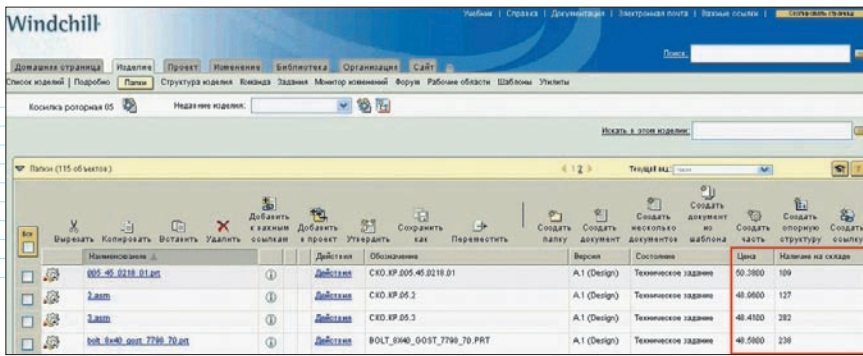 Windchill
Учебник | Справка | Документация | Электронная почта | Важные ссылки |
Поиск:
Домашняя страница Изделие Проект Изменение Библиотека Организация Сайт
Список изделий | Подробно Папки Структура изделия Команда Задания Монитор изменений Форум Рабочие области Шаблоны Утилиты
Косилка роторная 05 Недавние изделия:
Искать в этом изделии:
Папки (115 объектов) 1 2 Текущий вид:
Все Вырезать Копировать Вставить Удалить Добавить к важным ссылкам Добавить в проект Утвердить Сохранить как Переместить Создать папку Создать документ Создать несколько документов Создать документ из шаблона Создать часть Создать опорную структуру Создать ссылку
Наименование Действия Обозначение Версия Состояние Цена Наличие на складе
005_45_0218_01.prt Действия СКО.КР.005.45.0218.01 A.1 (Design) Техническое задание 50.3800 109
2.asm Действия СКО.КР.05.2 A.1 (Design) Техническое задание 48.0600 127
3.asm Действия СКО.КР.05.3 A.1 (Design) Техническое задание 48.4100 282
bolt_8x40_gost_7798_70.prt Действия BOLT_8X40_GOST_7798_70.PRT A.1 (Design) Техническое задание 48.5800 230